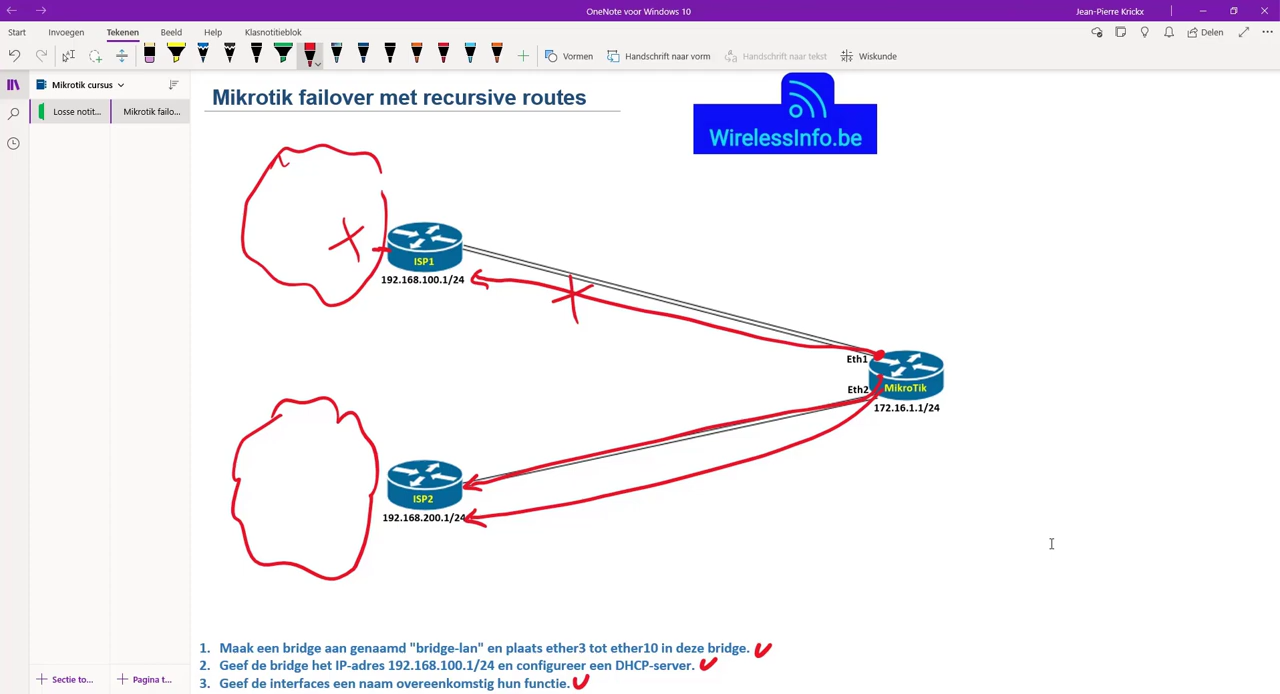 OneNote voor Windows 10
Jean-Pierre Krickx
Start Invoegen Tekenen Beeld Help Klasnotitieblok
Delen
Vormen Handschrift naar vorm Handschrift naar tekst Wiskunde
Mikrotik cursus
Losse notit... Mikrotik failo...
Mikrotik failover met recursive routes
WirelessInfo.be
ISP1
192.168.100.1/24
Eth1
Eth2
MikroTik
172.16.1.1/24
ISP2
192.168.200.1/24
1. Maak een bridge aan genaamd "bridge-lan" en plaats ether3 tot ether10 in deze bridge.
2. Geef de bridge het IP-adres 192.168.100.1/24 en configureer een DHCP-server.
3. Geef de interfaces een naam overeenkomstig hun functie.
+ Sectie to... + Pagina t...